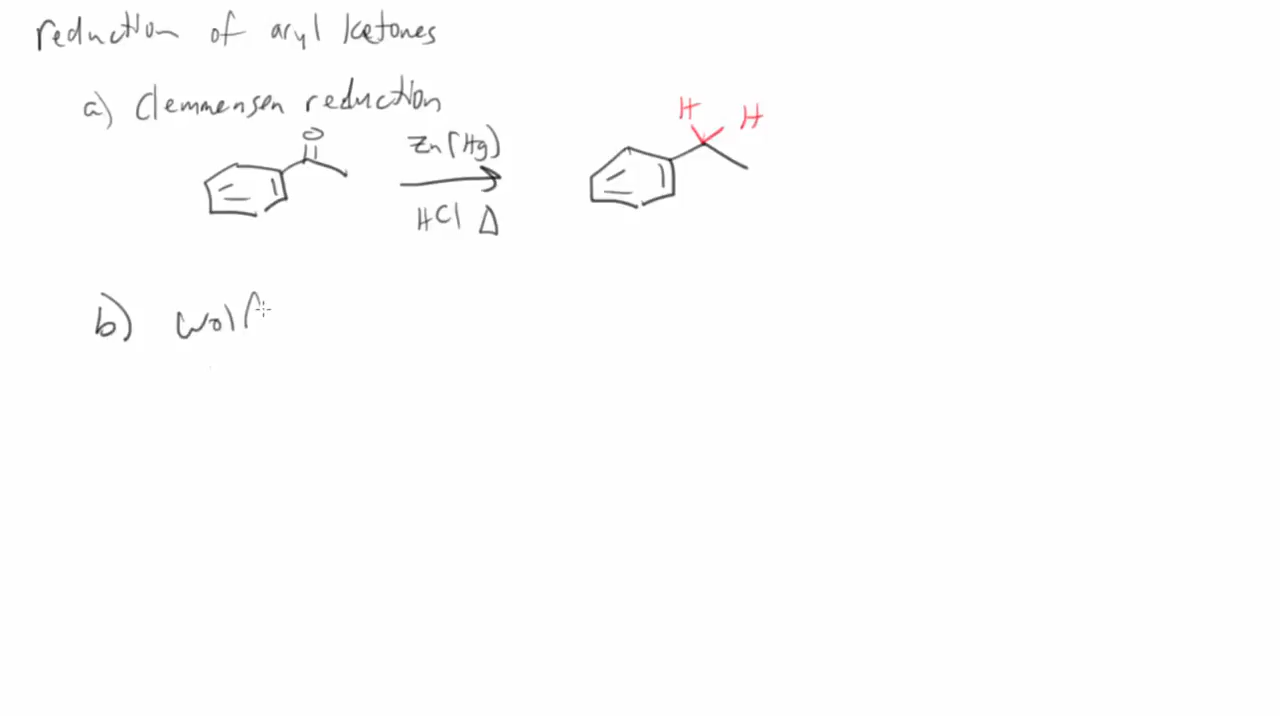 reduction of aryl ketones
a) Clemmensen reduction
O
Zn(Hg)
HCl Δ
H H
b) Wolf